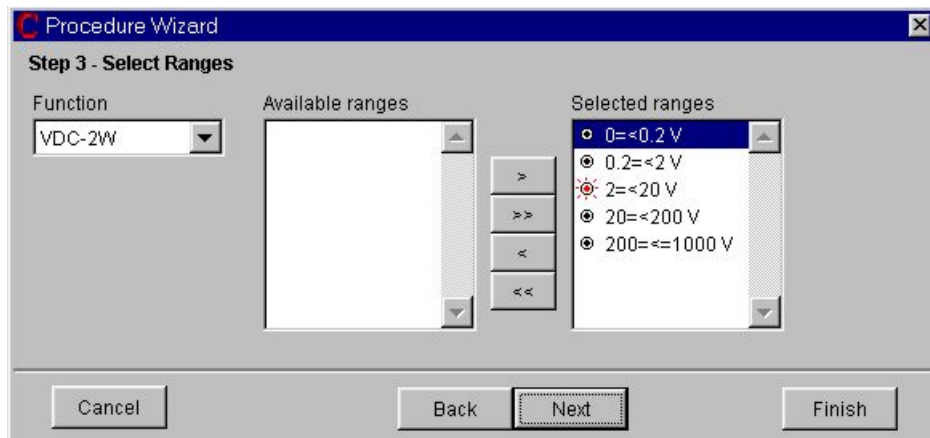 Procedure Wizard
Step 3 - Select Ranges
Function
VDC-2W
Available ranges
>
>>
<
<<
Selected ranges
0=<0.2 V
0.2=<2 V
2=<20 V
20=<200 V
200=<=1000 V
Cancel
Back
Next
Finish